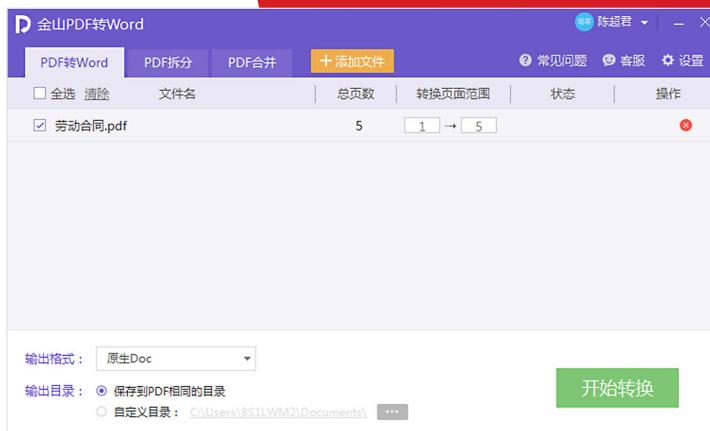 金山PDF转Word
超君 陈超君
PDF转Word PDF拆分 PDF合并 +添加文件 常见问题 客服 设置
全选 清除 文件名 总页数 转换页面范围 状态 操作
劳动合同.pdf 5 1 → 5
输出格式： 原生Doc
输出目录： 保存到PDF相同的目录
自定义目录： C:\Users\8S1LWM2\Documents\ ...
开始转换